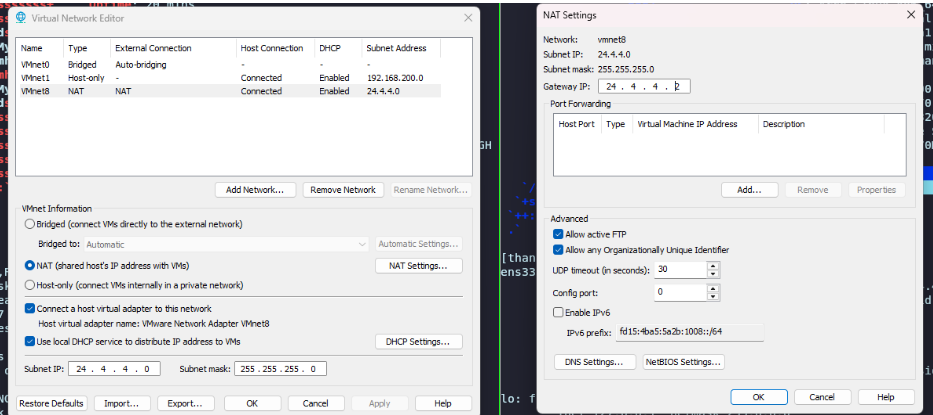 Virtual Network Editor
Name Type External Connection Host Connection DHCP Subnet Address
VMnet0 Bridged Auto-bridging - - -
VMnet1 Host-only - Connected Enabled 192.168.200.0
VMnet8 NAT NAT Connected Enabled 24.4.4.0
Add Network... Remove Network Rename Network...
VMnet Information
Bridged (connect VMs directly to the external network)
Bridged to: Automatic Automatic Settings...
NAT (shared host's IP address with VMs) NAT Settings...
Host-only (connect VMs internally in a private network)
Connect a host virtual adapter to this network
Host virtual adapter name: VMware Network Adapter VMnet8
Use local DHCP service to distribute IP address to VMs DHCP Settings...
Subnet IP: 24 . 4 . 4 . 0 Subnet mask: 255 . 255 . 255 . 0
Restore Defaults Import... Export... OK Cancel Apply Help
NAT Settings
Network: vmnet8
Subnet IP: 24.4.4.0
Subnet mask: 255.255.255.0
Gateway IP: 24 . 4 . 4 . 2
Port Forwarding
Host Port Type Virtual Machine IP Address Description
Add... Remove Properties
Advanced
Allow active FTP
Allow any Organizationally Unique Identifier
UDP timeout (in seconds): 30
Config port: 0
Enable IPv6
IPv6 prefix: fd15:4ba5:5a2b:1008::/64
DNS Settings... NetBIOS Settings...
OK Cancel Help